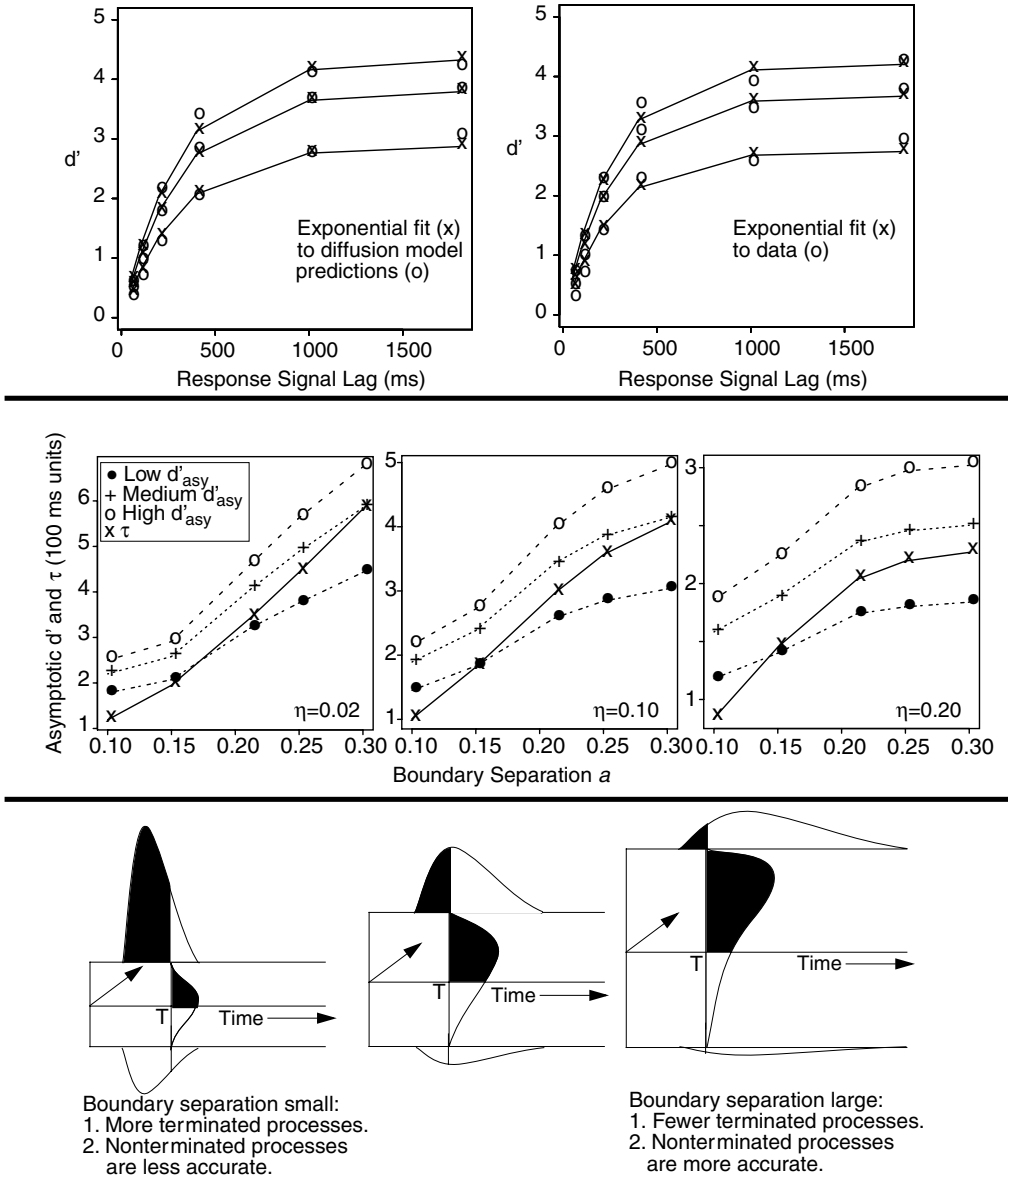 5
4
3
d'
2
1
0
Exponential fit (x)
to diffusion model
predictions (o)
0 500 1000 1500
Response Signal Lag (ms)
5
4
3
d'
2
1
0
Exponential fit (x)
to data (o)
0 500 1000 1500
Response Signal Lag (ms)
Asymptotic d' and τ (100 ms units)
Low d'asy
Medium d'asy
High d'asy
x τ
6
5
4
3
2
1
η=0.02
0.10 0.15 0.20 0.25 0.30
5
4
3
2
1
η=0.10
0.10 0.15 0.20 0.25 0.30
3
2
1
η=0.20
0.10 0.15 0.20 0.25 0.30
Boundary Separation a
T Time
T Time
T Time
Boundary separation small:
1. More terminated processes.
2. Nonterminated processes
are less accurate.
Boundary separation large:
1. Fewer terminated processes.
2. Nonterminated processes
are more accurate.